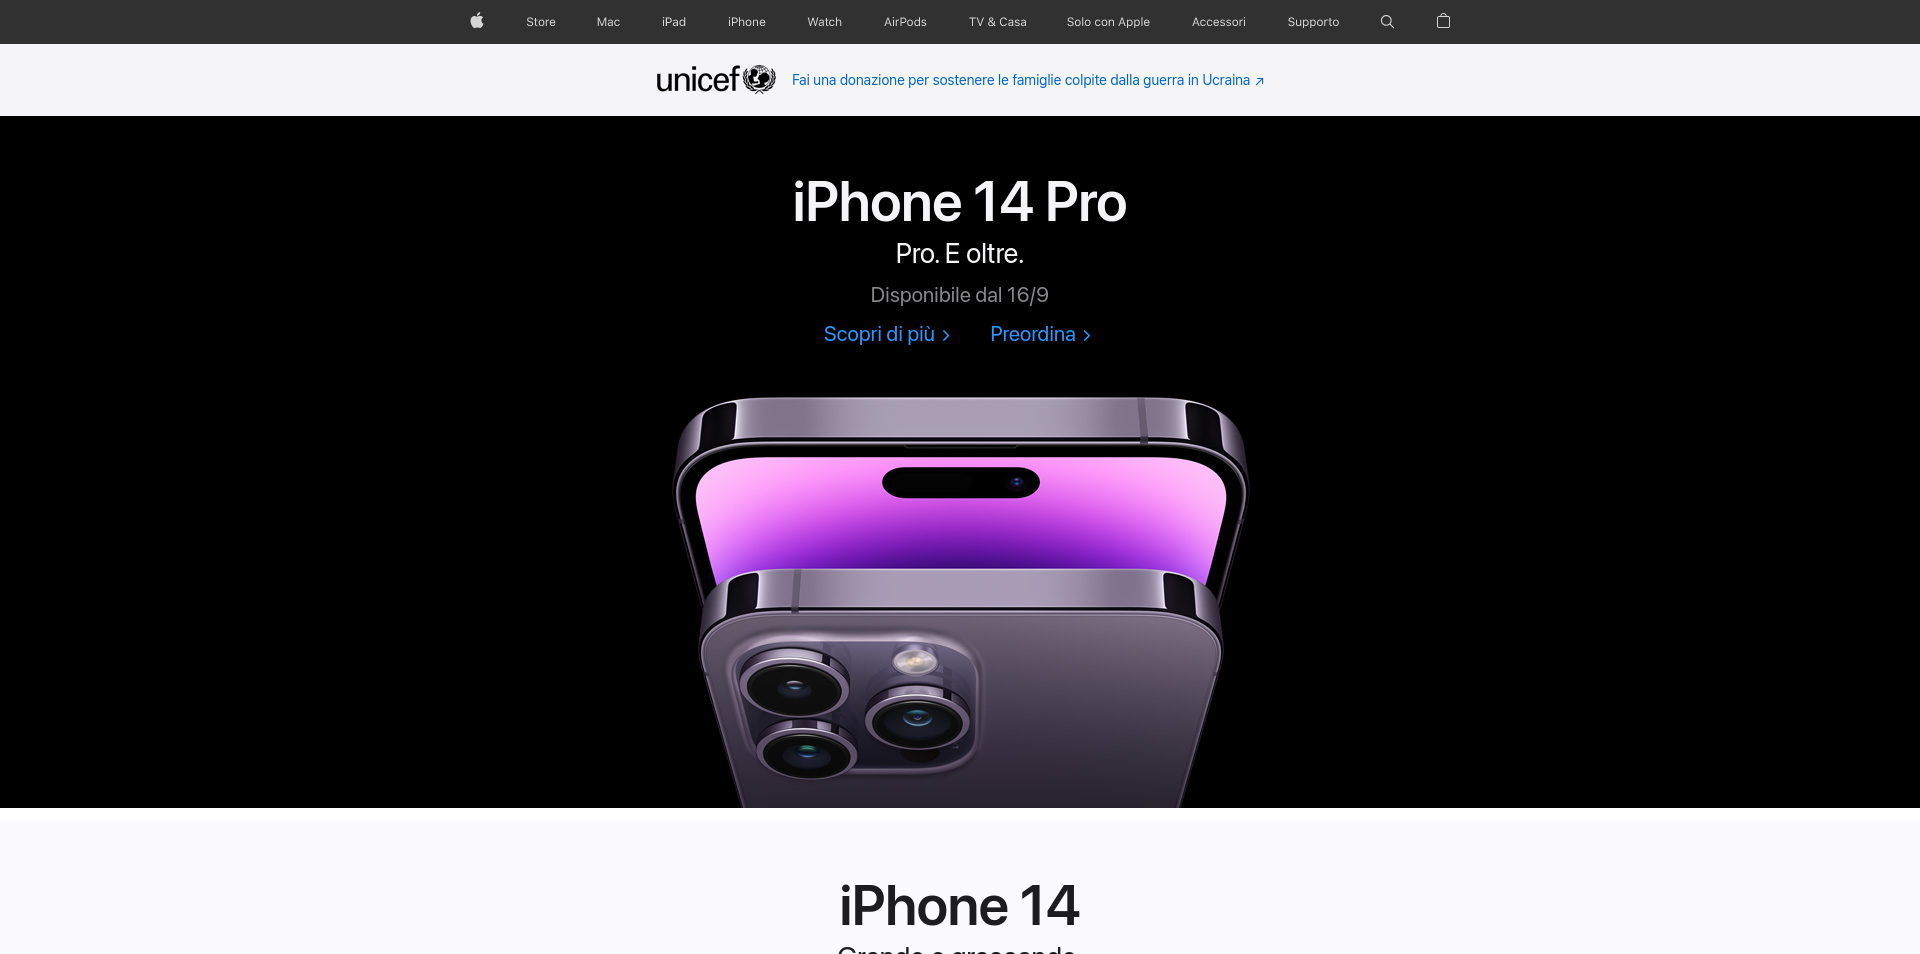 Store Mac iPad iPhone Watch AirPods TV & Casa Solo con Apple Accessori Supporto
unicef Fai una donazione per sostenere le famiglie colpite dalla guerra in Ucraina
iPhone 14 Pro
Pro. E oltre.
Disponibile dal 16/9
Scopri di più Preordina
iPhone 14